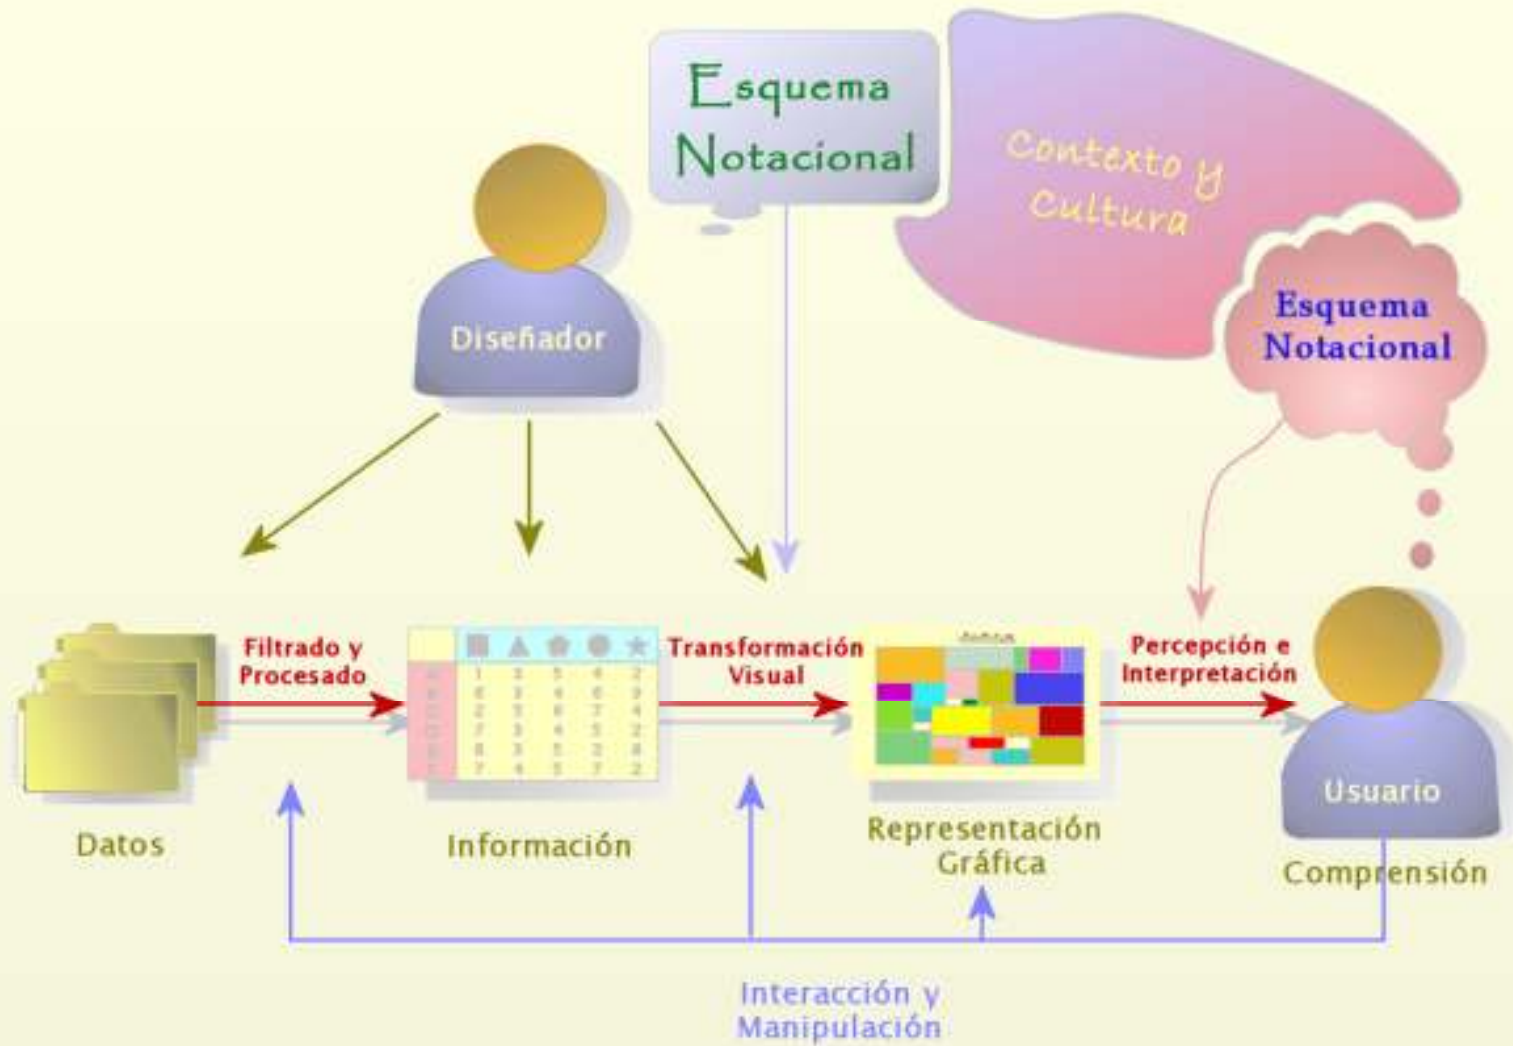 Esquema
Notacional
Contexto y
Cultura
Esquema
Notacional
Diseñador
Filtrado y
Procesado
Transformación
Visual
Percepción e
Interpretación
Datos
Información
Representación
Gráfica
Usuario
Comprensión
Interacción y
Manipulación